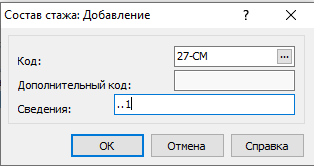 Состав стажа: Добавление
Код: 27-СМ ...
Дополнительный код:
Сведения: ..1
ОК Отмена Справка